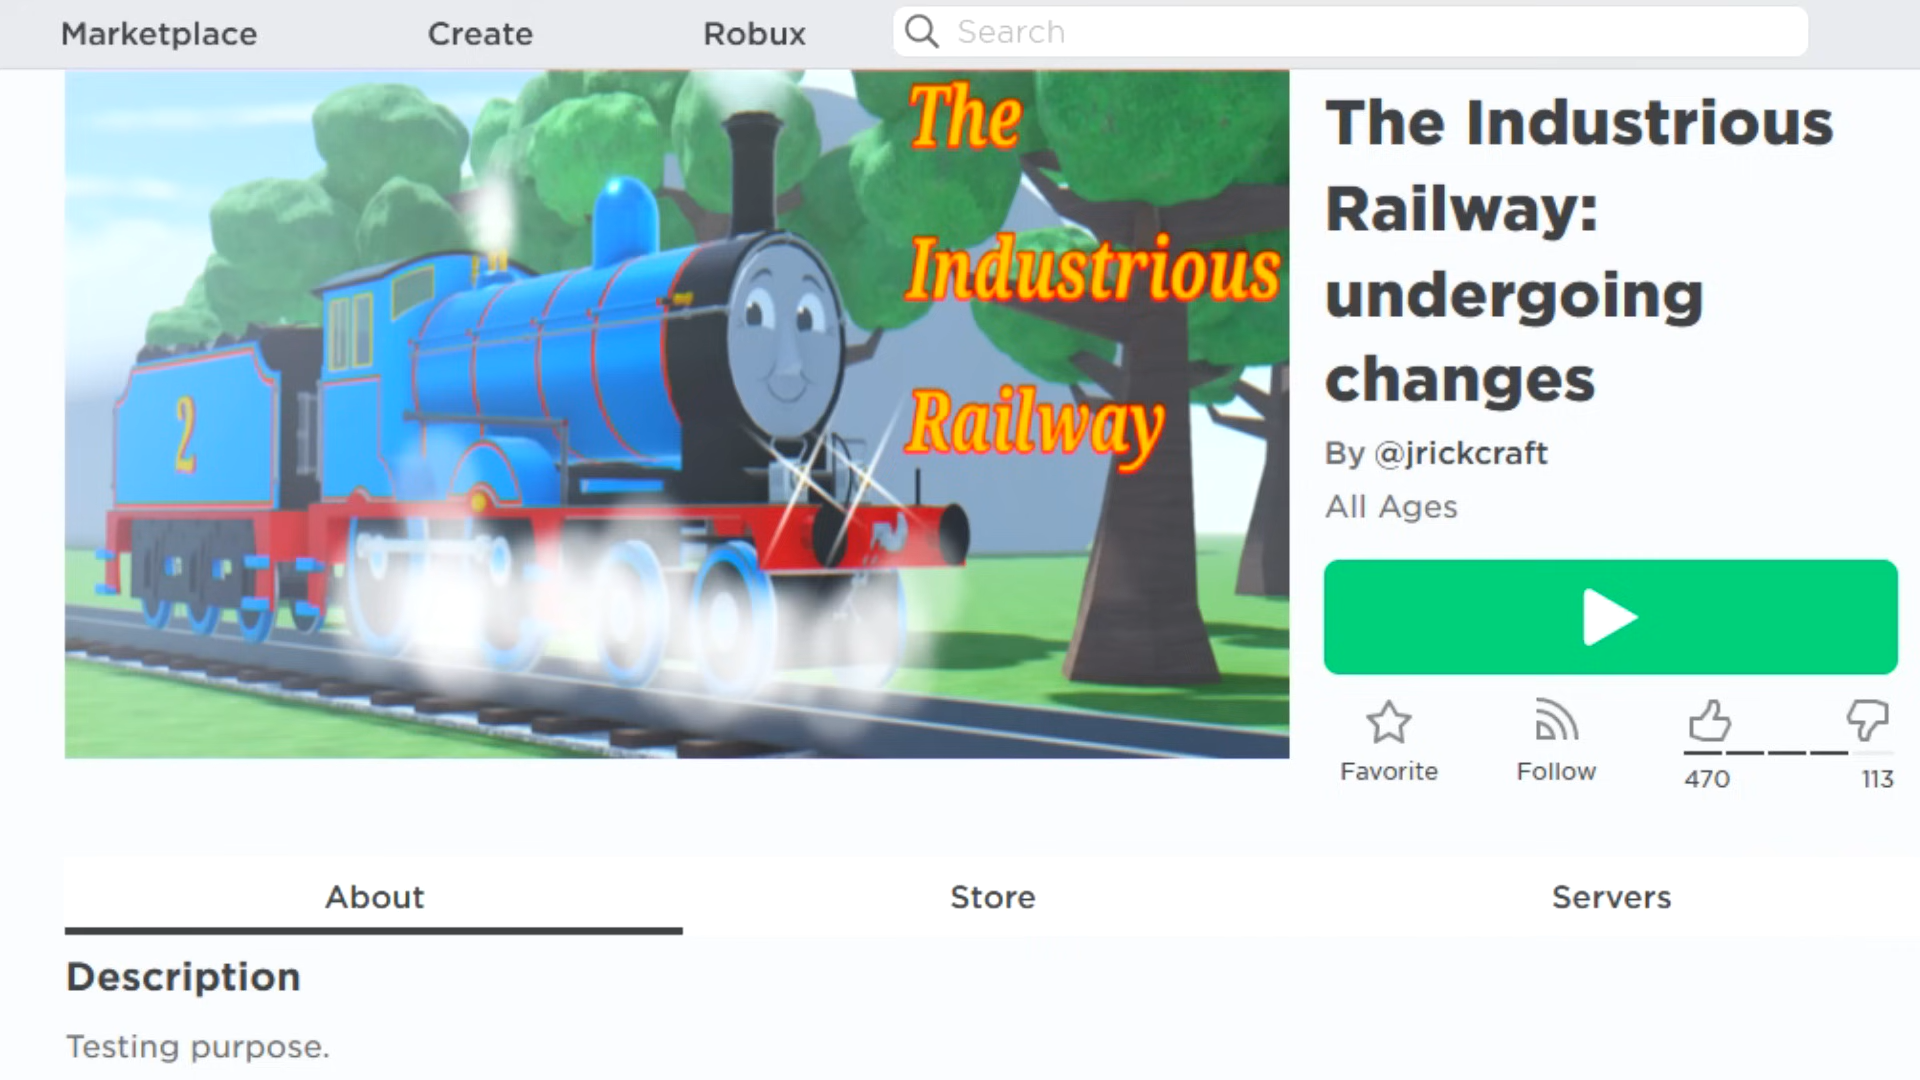 Marketplace
Create
Robux
Search
The
Industrious
Railway
2
The Industrious
Railway:
undergoing
changes
By @jrickcraft
All Ages
Favorite
Follow
470
113
About
Store
Servers
Description
Testing purpose.